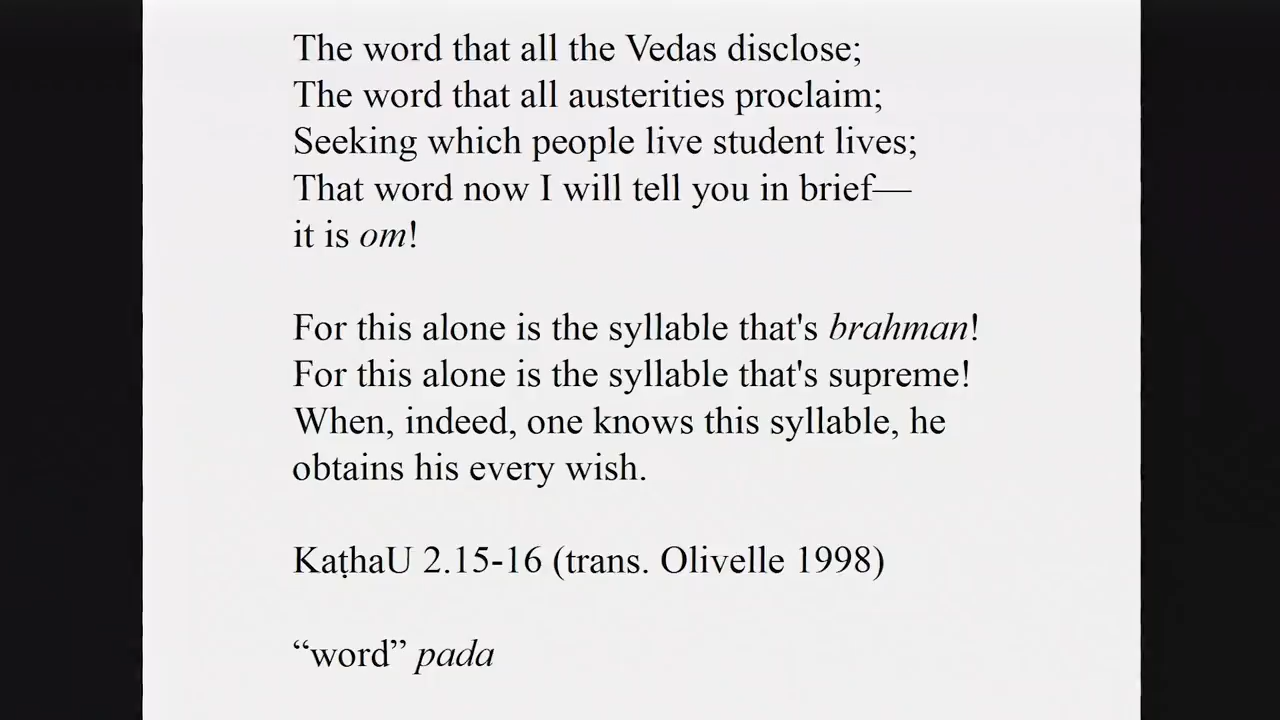 The word that all the Vedas disclose;
The word that all austerities proclaim;
Seeking which people live student lives;
That word now I will tell you in brief—
it is om!
For this alone is the syllable that's brahman!
For this alone is the syllable that's supreme!
When, indeed, one knows this syllable, he
obtains his every wish.
KaṭhaU 2.15-16 (trans. Olivelle 1998)
“word” pada